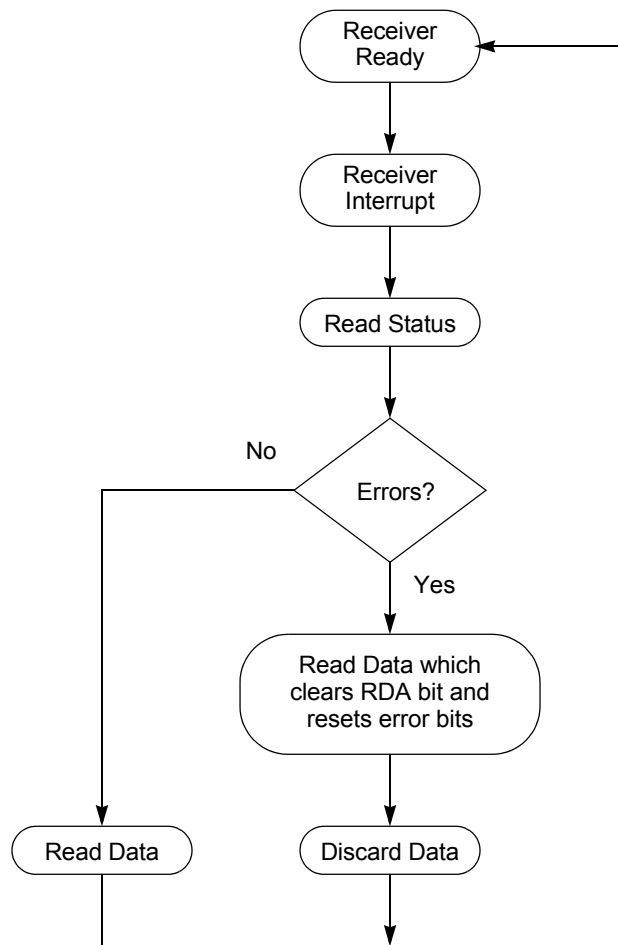 Receiver
Ready
Receiver
Interrupt
Read Status
No
Errors?
Yes
Read Data which
clears RDA bit and
resets error bits
Read Data
Discard Data